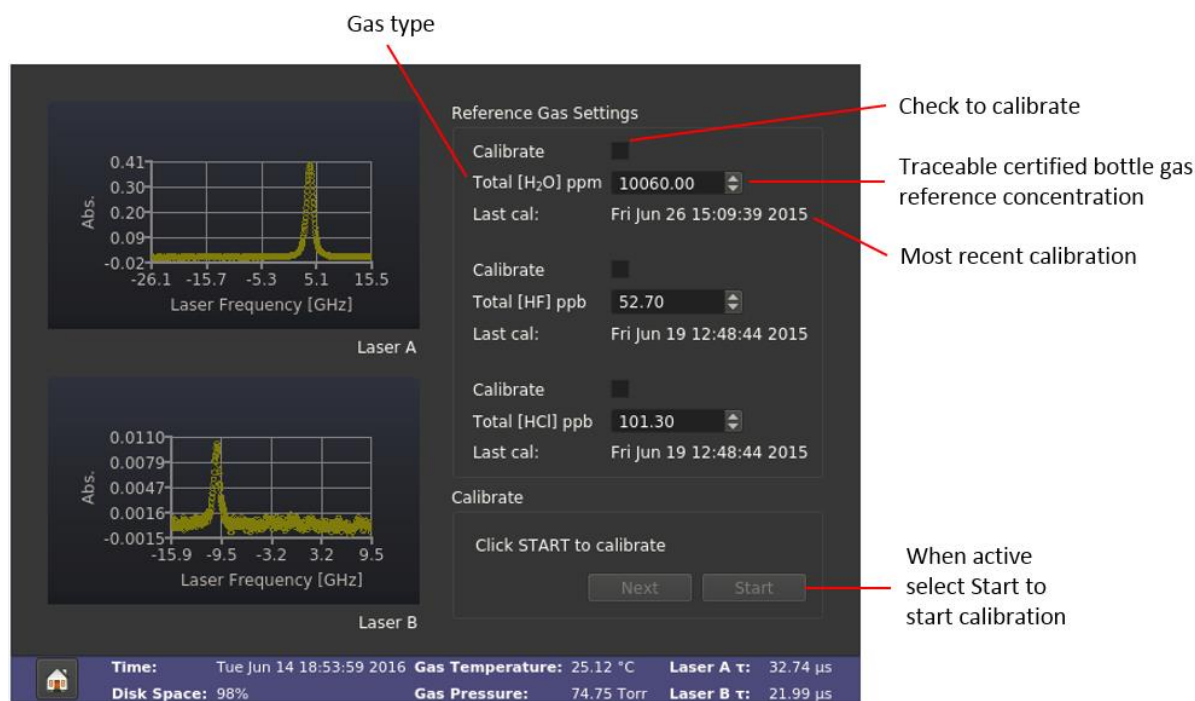 Gas type
Check to calibrate
Traceable certified bottle gas
reference concentration
Most recent calibration
When active
select Start to
start calibration
0.41
0.30
0.20
0.09
-0.02
Abs.
-26.1 -15.7 -5.3 5.1 15.5
Laser Frequency [GHz]
Laser A
0.0110
0.0079
0.0047
0.0016
-0.0015
Abs.
-15.9 -9.5 -3.2 3.2 9.5
Laser Frequency [GHz]
Laser B
Reference Gas Settings
Calibrate
Total [H₂O] ppm 10060.00
Last cal: Fri Jun 26 15:09:39 2015
Calibrate
Total [HF] ppb 52.70
Last cal: Fri Jun 19 12:48:44 2015
Calibrate
Total [HCl] ppb 101.30
Last cal: Fri Jun 19 12:48:44 2015
Calibrate
Click START to calibrate
Next Start
Time: Tue Jun 14 18:53:59 2016 Gas Temperature: 25.12 °C Laser A τ: 32.74 µs
Disk Space: 98% Gas Pressure: 74.75 Torr Laser B τ: 21.99 µs